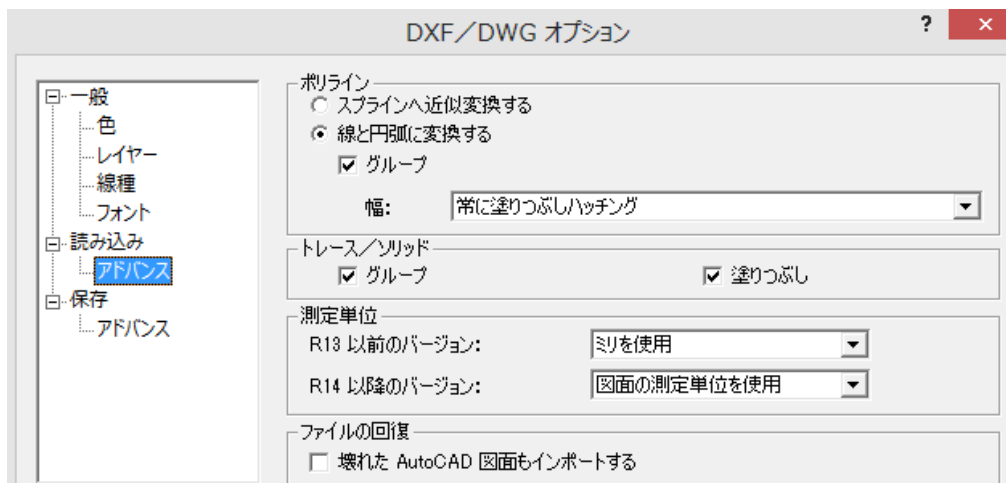 DXF／DWG オプション
?
×
一般
色
レイヤー
線種
フォント
読み込み
アドバンス
保存
アドバンス
ポリライン
スプラインへ近似変換する
線と円弧に変換する
グループ
幅:
常に塗りつぶしハッチング
トレース／ソリッド
グループ
塗りつぶし
測定単位
R13 以前のバージョン:
ミリを使用
R14 以降のバージョン:
図面の測定単位を使用
ファイルの回復
壊れた AutoCAD 図面もインポートする